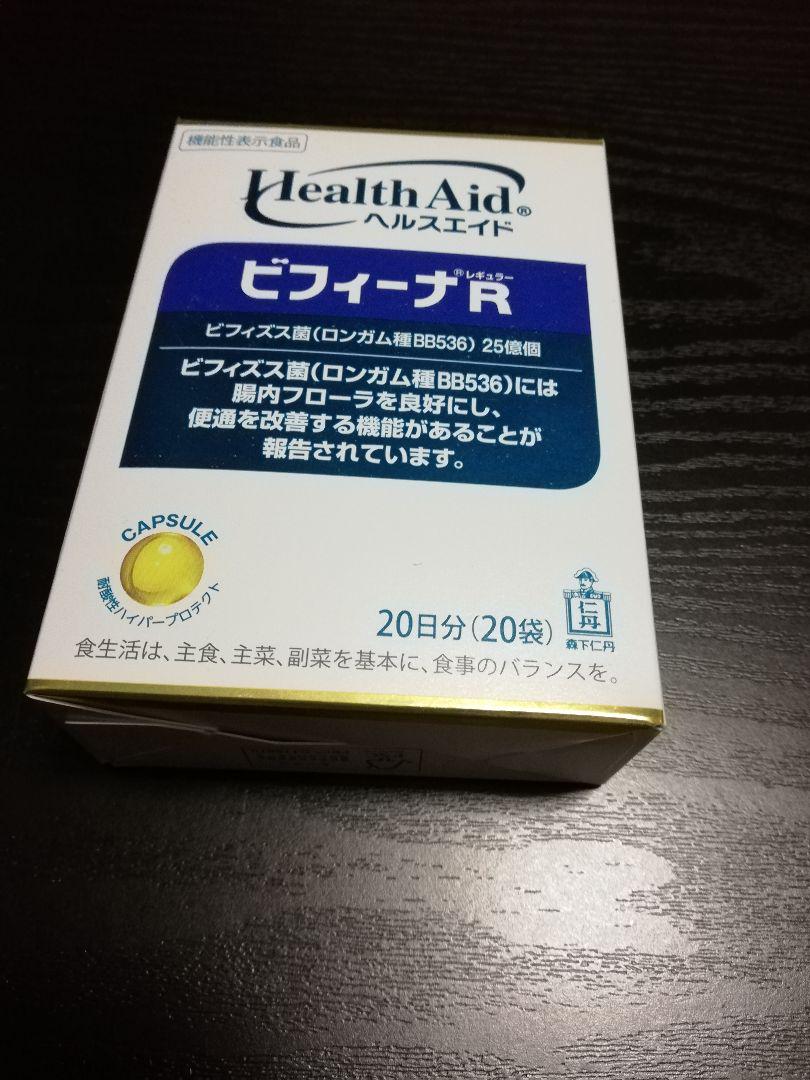 機能性表示食品
HealthAid®
ヘルスエイド
ビフィーナ®R
レギュラー
ビフィズス菌(ロンガム種BB536) 25億個
ビフィズス菌(ロンガム種BB536)には
腸内フローラを良好にし、
便通を改善する機能があることが
報告されています。
CAPSULE
耐酸性ハイパープロテクト
20日分(20袋)
仁丹
森下仁丹
食生活は、主食、主菜、副菜を基本に、食事のバランスを。